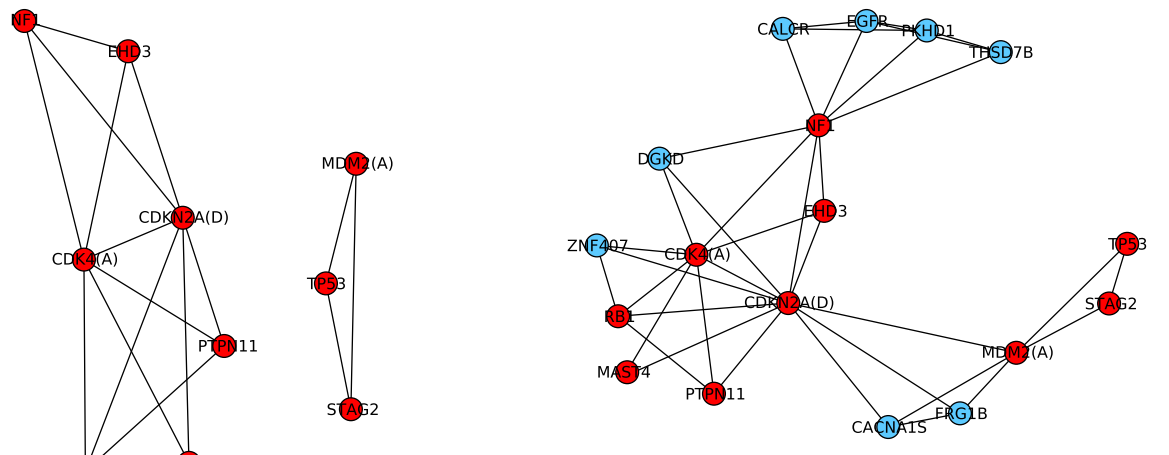 NF1
EHD3
MDM2(A)
CDKN2A(D)
CDK4(A)
TP53
PTPN11
STAG2
CALCR
EGFR
PKHD1
THSD7B
NF1
DGKD
EHD3
ZNF407
CDK4(A)
TP53
CDKN2A(D)
STAG2
RB1
MDM2(A)
MAST4
PTPN11
FRG1B
CACNA1S